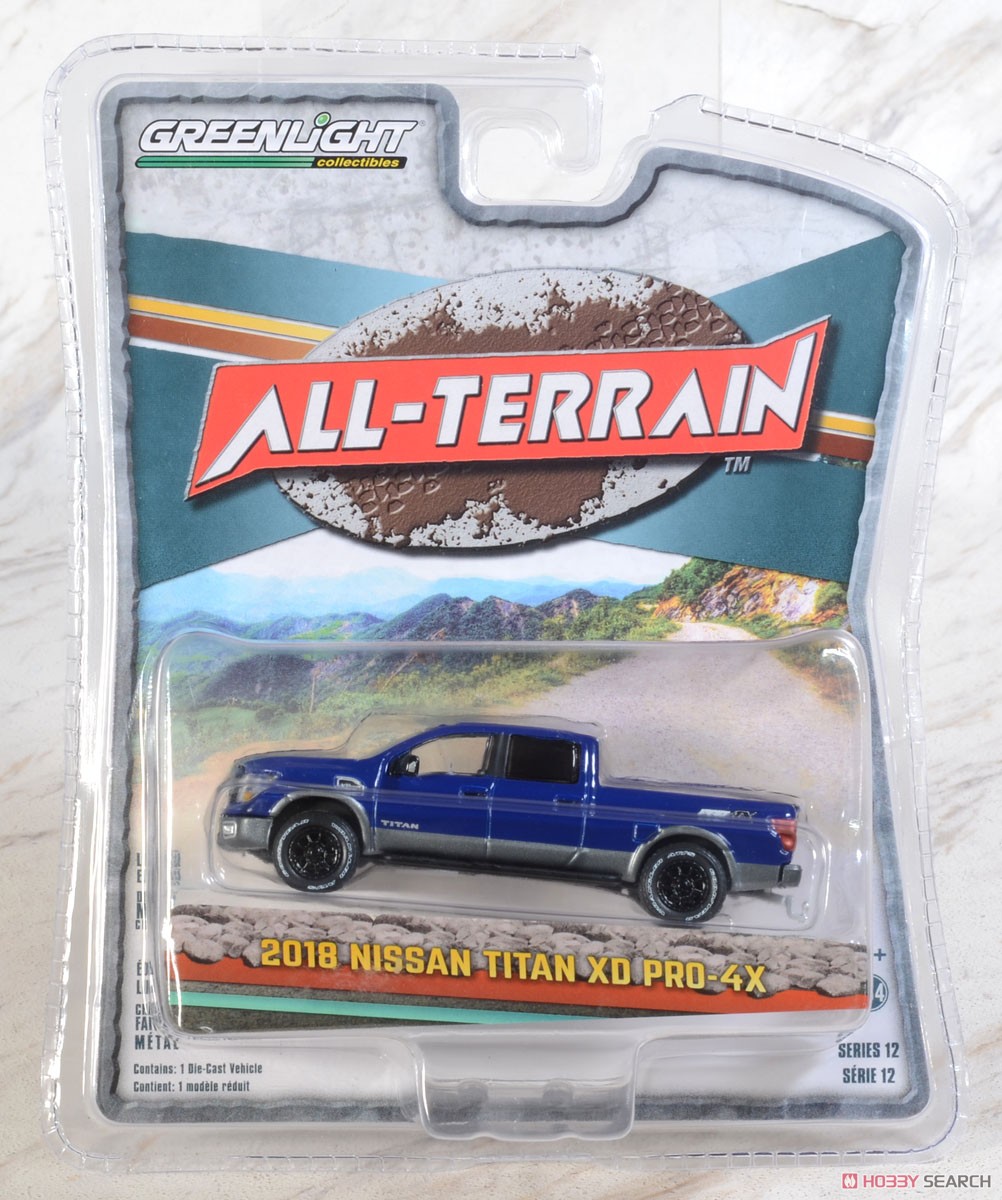 GREENLIGHT
collectibles
ALL-TERRAIN
TM
TITAN
2018 NISSAN TITAN XD PRO-4X
MÉTAL
Contains: 1 Die-Cast Vehicle
Contient: 1 modèle réduit
SERIES 12
SÉRIE 12
HOBBY SEARCH